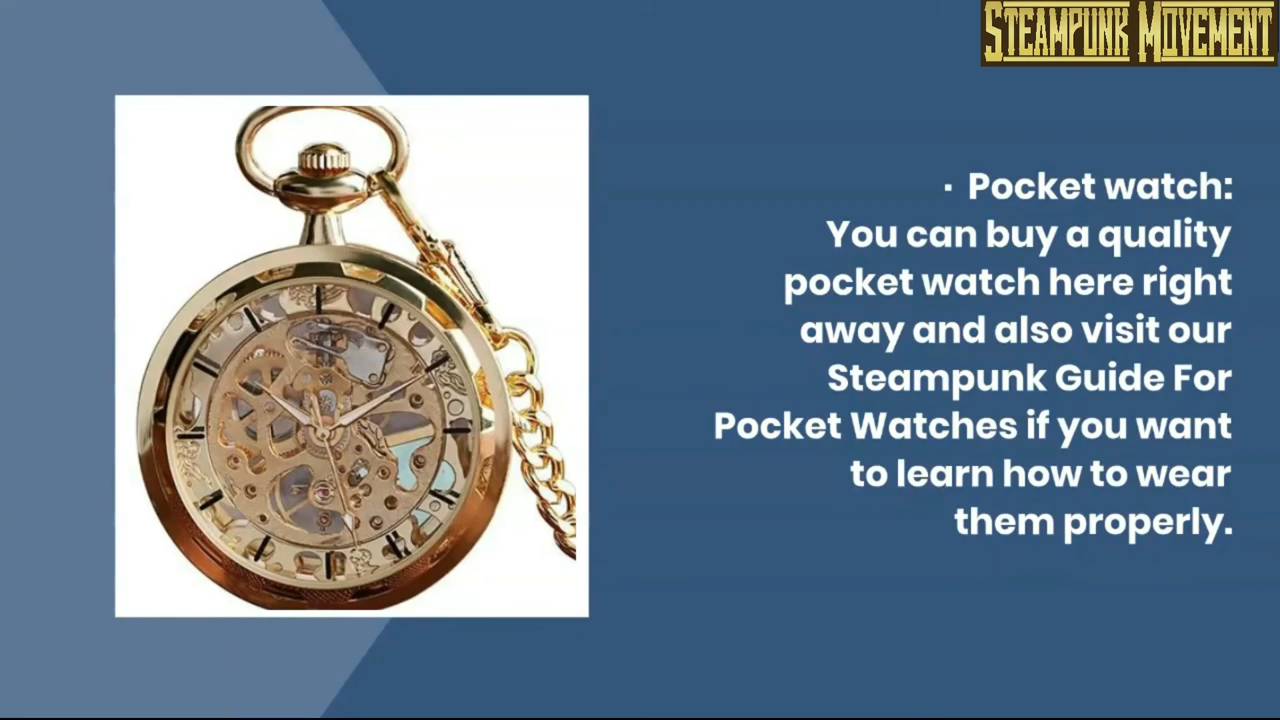 STEAMPUNK MOVEMENT
· Pocket watch:
You can buy a quality
pocket watch here right
away and also visit our
Steampunk Guide For
Pocket Watches if you want
to learn how to wear
them properly.